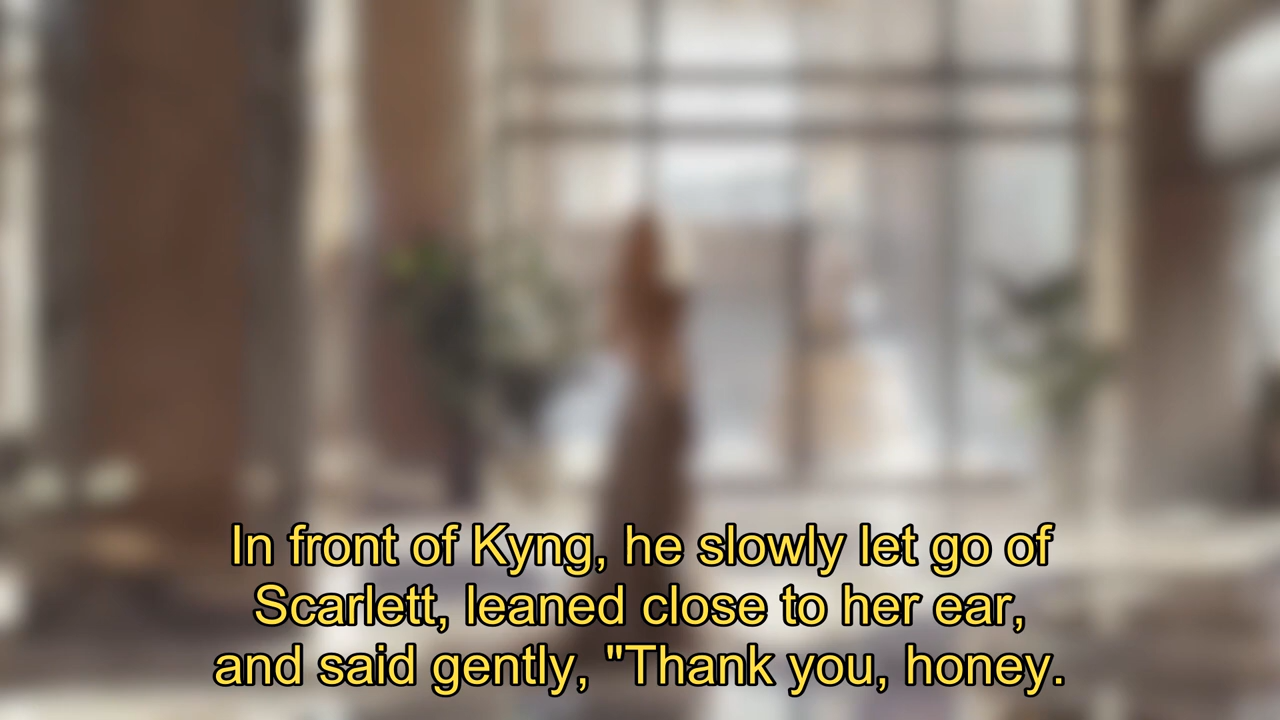 In front of Kyng, he slowly let go of
Scarlett, leaned close to her ear,
and said gently, "Thank you, honey.